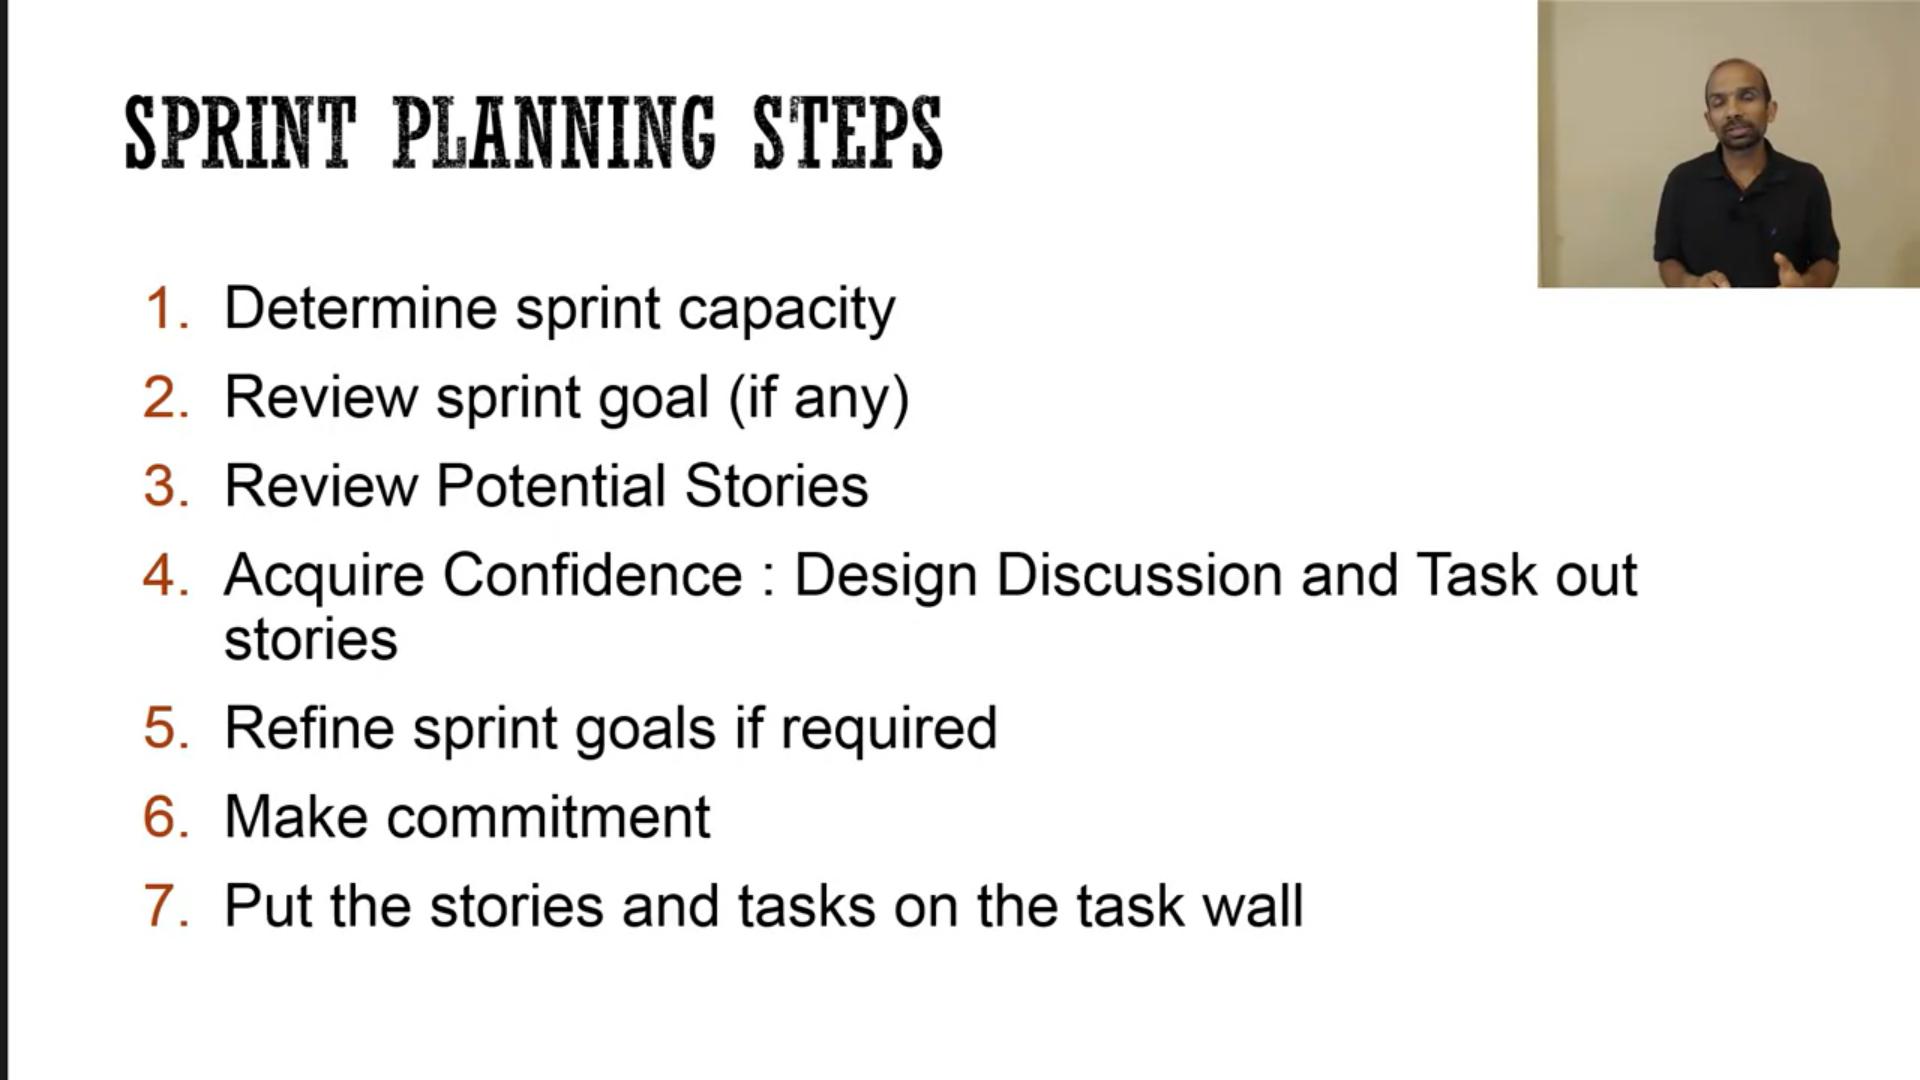 SPRINT PLANNING STEPS
1. Determine sprint capacity
2. Review sprint goal (if any)
3. Review Potential Stories
4. Acquire Confidence : Design Discussion and Task out
stories
5. Refine sprint goals if required
6. Make commitment
7. Put the stories and tasks on the task wall